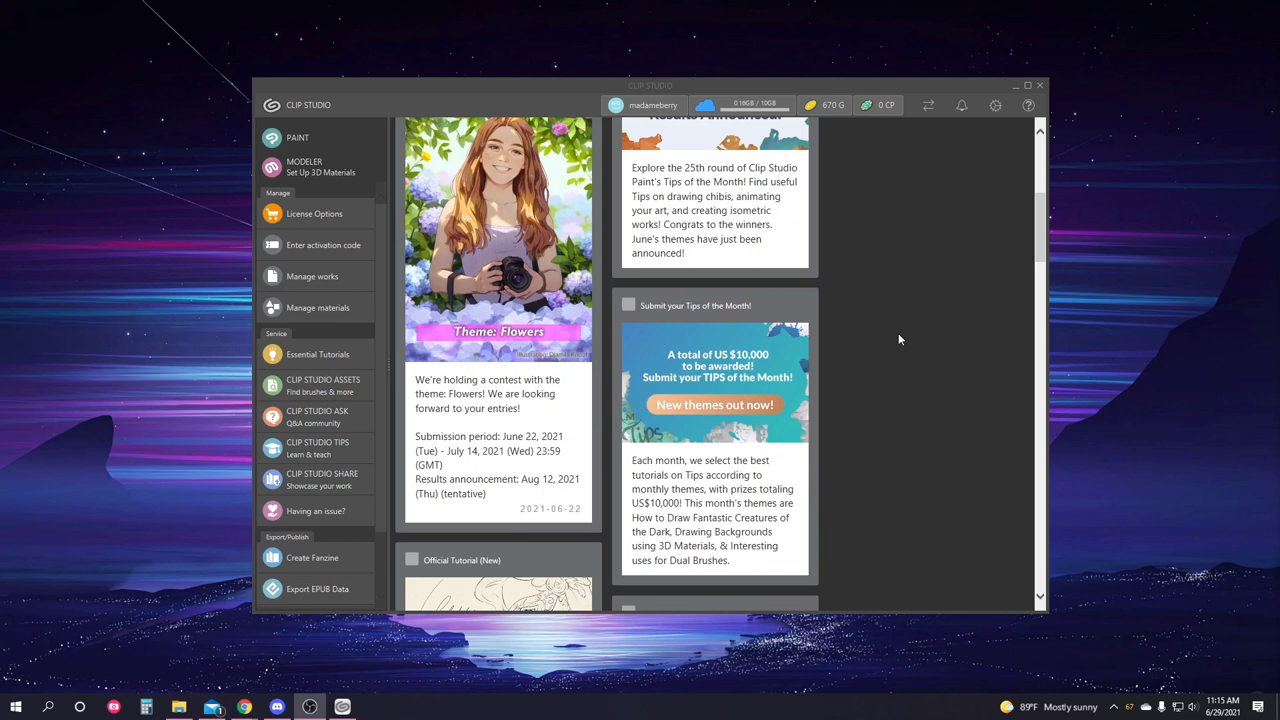 CLIP STUDIO
CLIP STUDIO
madameberry
0.16GB / 10GB
670 G
0 CP
PAINT
MODELER
Set Up 3D Materials
Manage
License Options
Enter activation code
Manage works
Manage materials
Service
Essential Tutorials
CLIP STUDIO ASSETS
Find brushes & more
CLIP STUDIO ASK
Q&A community
CLIP STUDIO TIPS
Learn & teach
CLIP STUDIO SHARE
Showcase your work
Having an issue?
Export/Publish
Create Fanzine
Export EPUB Data
Theme: Flowers
We're holding a contest with the
theme: Flowers! We are looking
forward to your entries!
Submission period: June 22, 2021
(Tue) - July 14, 2021 (Wed) 23:59
(GMT)
Results announcement: Aug 12, 2021
(Thu) (tentative)
2021-06-22
Official Tutorial (New)
Results Announced!
Explore the 25th round of Clip Studio
Paint's Tips of the Month! Find useful
Tips on drawing chibis, animating
your art, and creating isometric
works! Congrats to the winners.
June's themes have just been
announced!
Submit your Tips of the Month!
A total of US $10,000
to be awarded!
Submit your TIPS of the Month!
New themes out now!
Each month, we select the best
tutorials on Tips according to
monthly themes, with prizes totaling
US$10,000! This month's themes are
How to Draw Fantastic Creatures of
the Dark, Drawing Backgrounds
using 3D Materials, & Interesting
uses for Dual Brushes.
89°F Mostly sunny
67
11:15 AM
6/29/2021